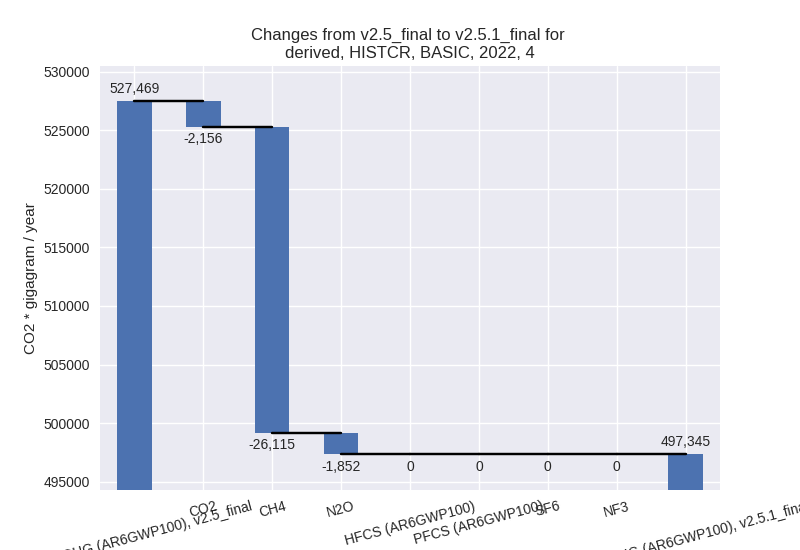 Changes from v2.5_final to v2.5.1_final for
derived, HISTCR, BASIC, 2022, 4
CO2 * gigagram / year
530000
525000
520000
515000
510000
505000
500000
495000
527,469
-2,156
-26,115
-1,852
0
0
0
0
497,345
(AR6GWP100), v2.5_final
CO2
CH4
N2O
HFCS (AR6GWP100)
PFCS (AR6GWP100)
SF6
NF3
(AR6GWP100), v2.5.1_fina